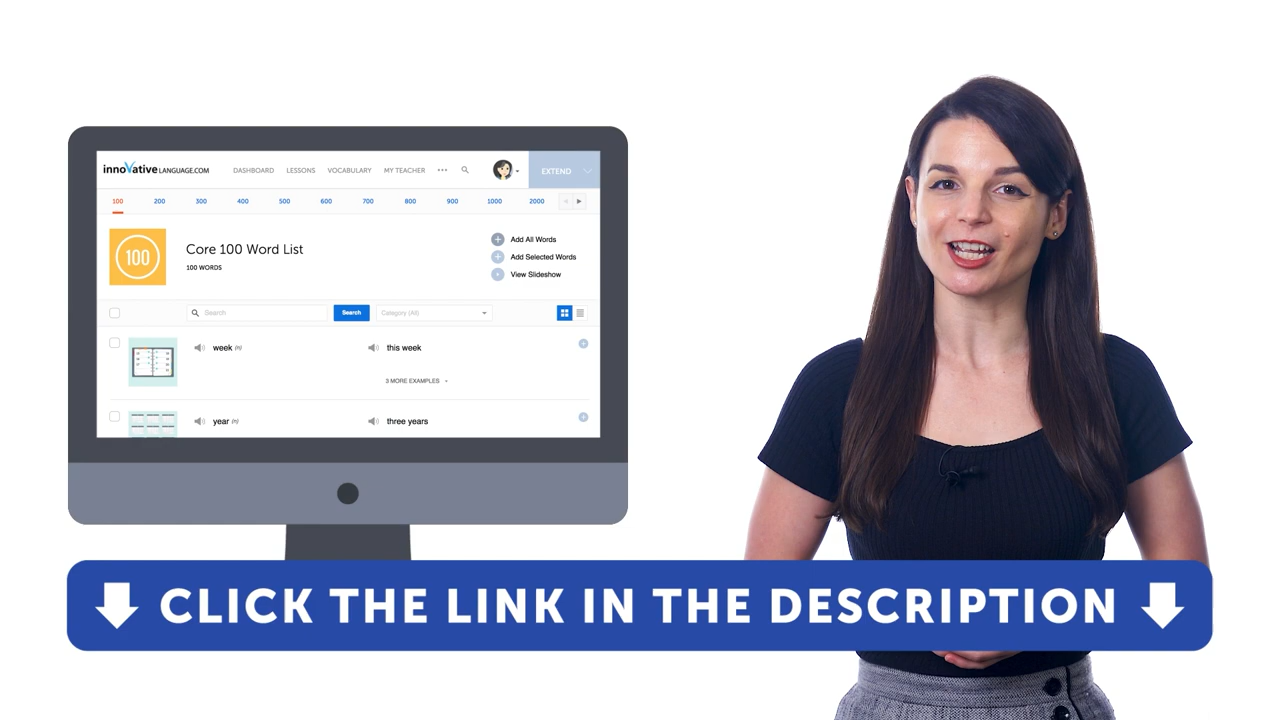 innoVative LANGUAGE.COM DASHBOARD LESSONS VOCABULARY MY TEACHER ••• EXTEND
100 200 300 400 500 600 700 800 900 1000 2000
100
Core 100 Word List
100 WORDS
Add All Words
Add Selected Words
View Slideshow
Search Search Category (All)
week (n) this week
3 MORE EXAMPLES
year (n) three years
CLICK THE LINK IN THE DESCRIPTION